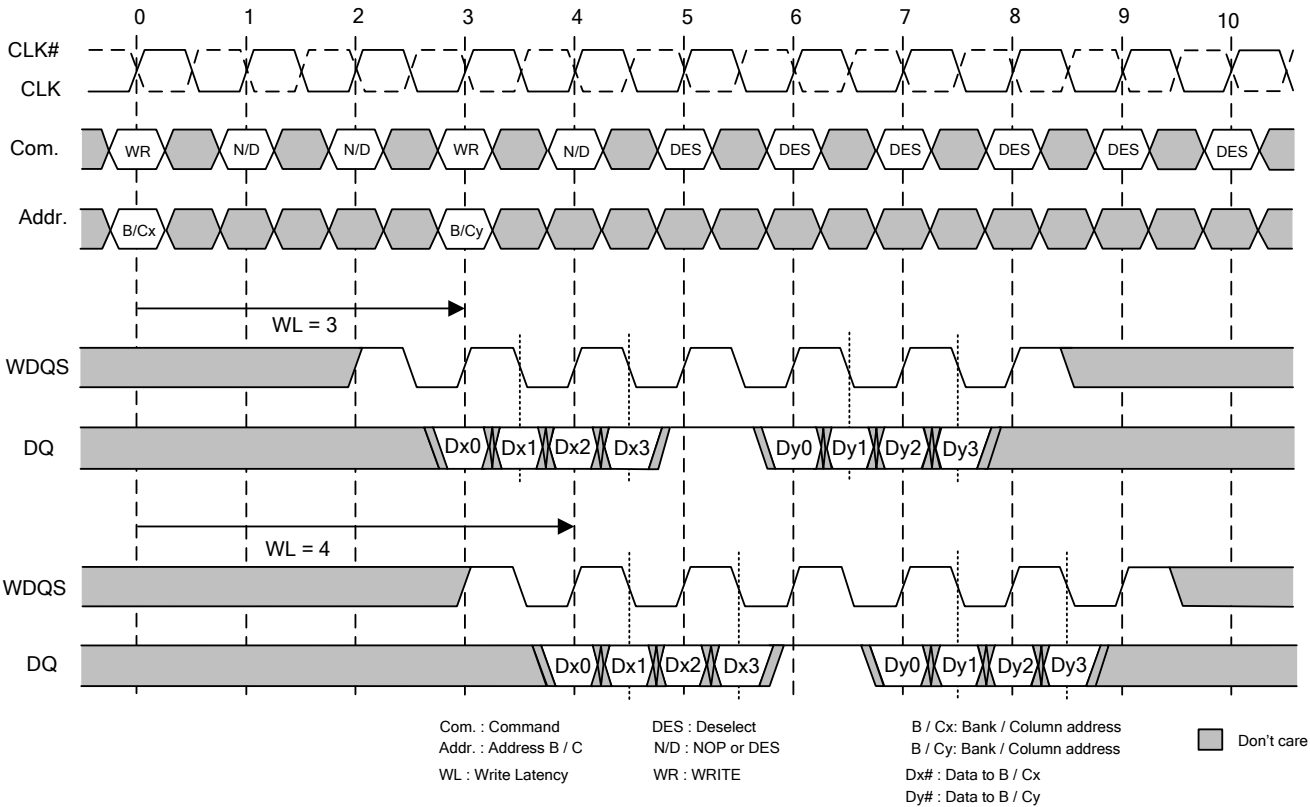 0 1 2 3 4 5 6 7 8 9 10
CLK#
CLK
Com. WR N/D N/D WR N/D DES DES DES DES DES DES
Addr. B/Cx B/Cy
WL = 3
WDQS
DQ Dx0 Dx1 Dx2 Dx3 Dy0 Dy1 Dy2 Dy3
WL = 4
WDQS
DQ Dx0 Dx1 Dx2 Dx3 Dy0 Dy1 Dy2 Dy3
Com. : Command DES : Deselect B / Cx: Bank / Column address
Addr. : Address B / C N/D : NOP or DES B / Cy: Bank / Column address Don't care
WL : Write Latency WR : WRITE Dx# : Data to B / Cx
Dy# : Data to B / Cy